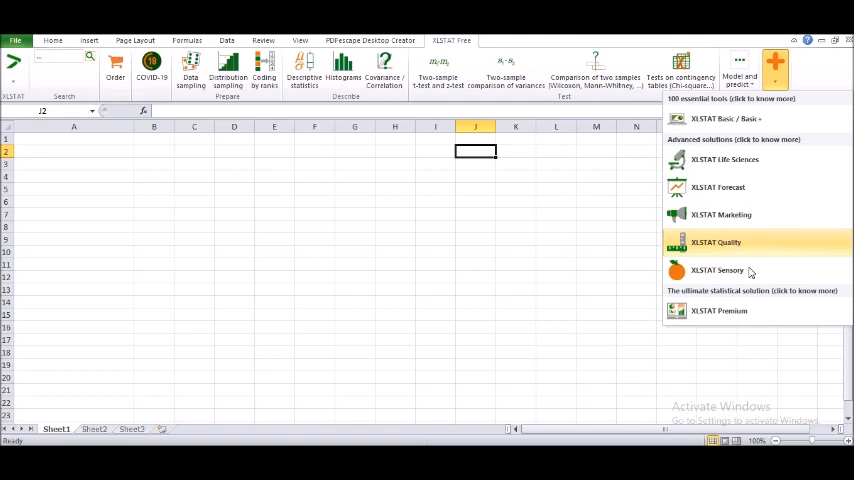 File Home Insert Page Layout Formulas Data Review View PDFescape Desktop Creator XLSTAT Free
...
Order COVID-19 Data sampling Distribution sampling Coding by ranks Descriptive statistics Histograms Covariance / Correlation Two-sample t-test and z-test Two-sample comparison of variances Comparison of two samples (Wilcoxon, Mann-Whitney, ... Tests on contingency tables (Chi-square... Model and predict
XLSTAT Search Prepare Describe Test
J2 fx
A B C D E F G H I J K L M N
1
2
3
4
5
6
7
8
9
10
11
12
13
14
15
16
17
18
19
20
21
22
23
100 essential tools (click to know more)
XLSTAT Basic / Basic+
Advanced solutions (click to know more)
XLSTAT Life Sciences
XLSTAT Forecast
XLSTAT Marketing
XLSTAT Quality
XLSTAT Sensory
The ultimate statistical solution (click to know more)
XLSTAT Premium
Activate Windows
Go to Settings to activate Windows.
Sheet1 Sheet2 Sheet3
Ready 100%